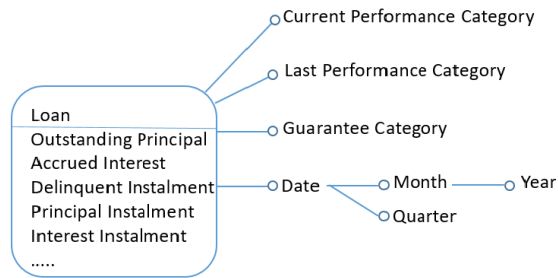 Current Performance Category
Last Performance Category
Loan
Guarantee Category
Outstanding Principal
Accrued Interest
Delinquent Instalment
Date
Month
Year
Principal Instalment
Quarter
Interest Instalment
.....